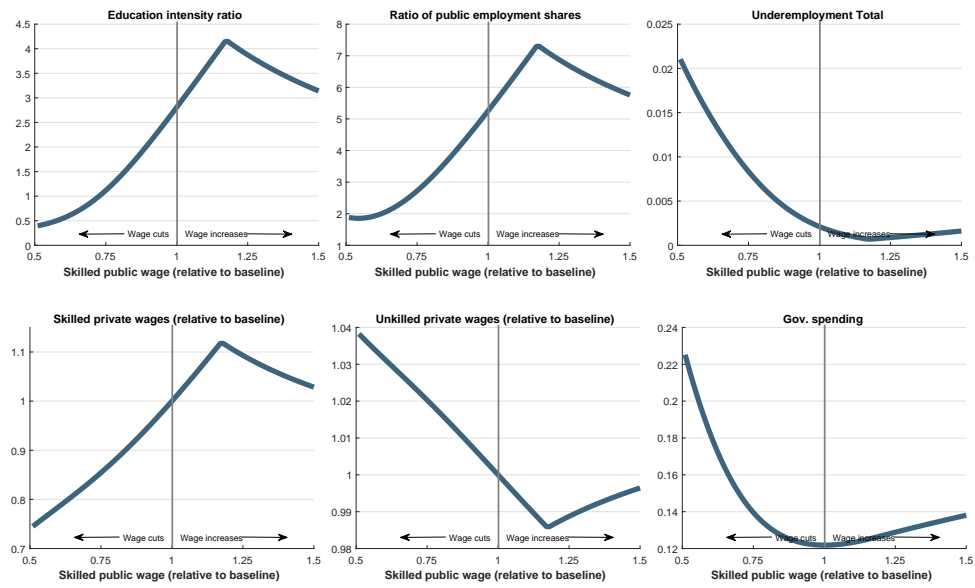 Education intensity ratio
4.5
4
3.5
3
2.5
2
1.5
1
0.5
0
Wage cuts
Wage increases
0.5 0.75 1 1.25 1.5
Skilled public wage (relative to baseline)
Ratio of public employment shares
8
7
6
5
4
3
2
1
Wage cuts
Wage increases
0.5 0.75 1 1.25 1.5
Skilled public wage (relative to baseline)
Underemployment Total
0.025
0.02
0.015
0.01
0.005
0
Wage cuts
Wage increases
0.5 0.75 1 1.25 1.5
Skilled public wage (relative to baseline)
Skilled private wages (relative to baseline)
1.1
1
0.9
0.8
0.7
Wage cuts
Wage increases
0.5 0.75 1 1.25 1.5
Skilled public wage (relative to baseline)
Unkilled private wages (relative to baseline)
1.04
1.03
1.02
1.01
1
0.99
0.98
Wage cuts
Wage increases
0.5 0.75 1 1.25 1.5
Skilled public wage (relative to baseline)
Gov. spending
0.24
0.22
0.2
0.18
0.16
0.14
0.12
Wage cuts
Wage increases
0.5 0.75 1 1.25 1.5
Skilled public wage (relative to baseline)